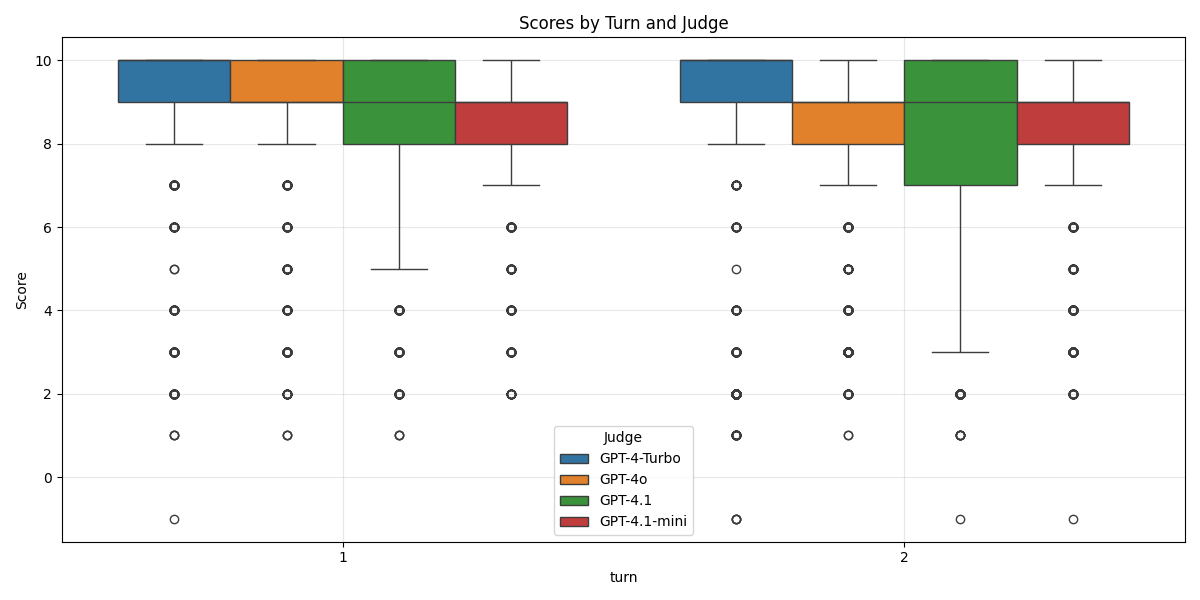 Scores by Turn and Judge
Score
10
8
6
4
2
0
Judge
GPT-4-Turbo
GPT-4o
GPT-4.1
GPT-4.1-mini
1
2
turn